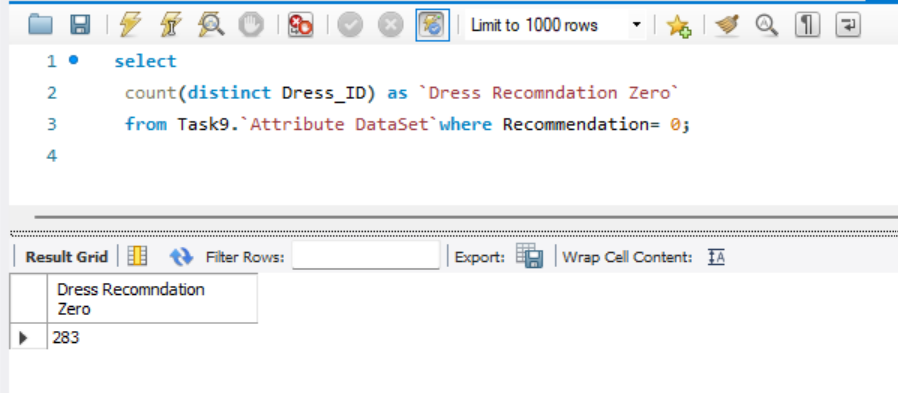 Limit to 1000 rows
1 select
2 count(distinct Dress_ID) as `Dress Recomndation Zero`
3 from Task9.`Attribute DataSet`where Recommendation= 0;
4
Result Grid Filter Rows: Export: Wrap Cell Content: IA
Dress Recomndation
Zero
283